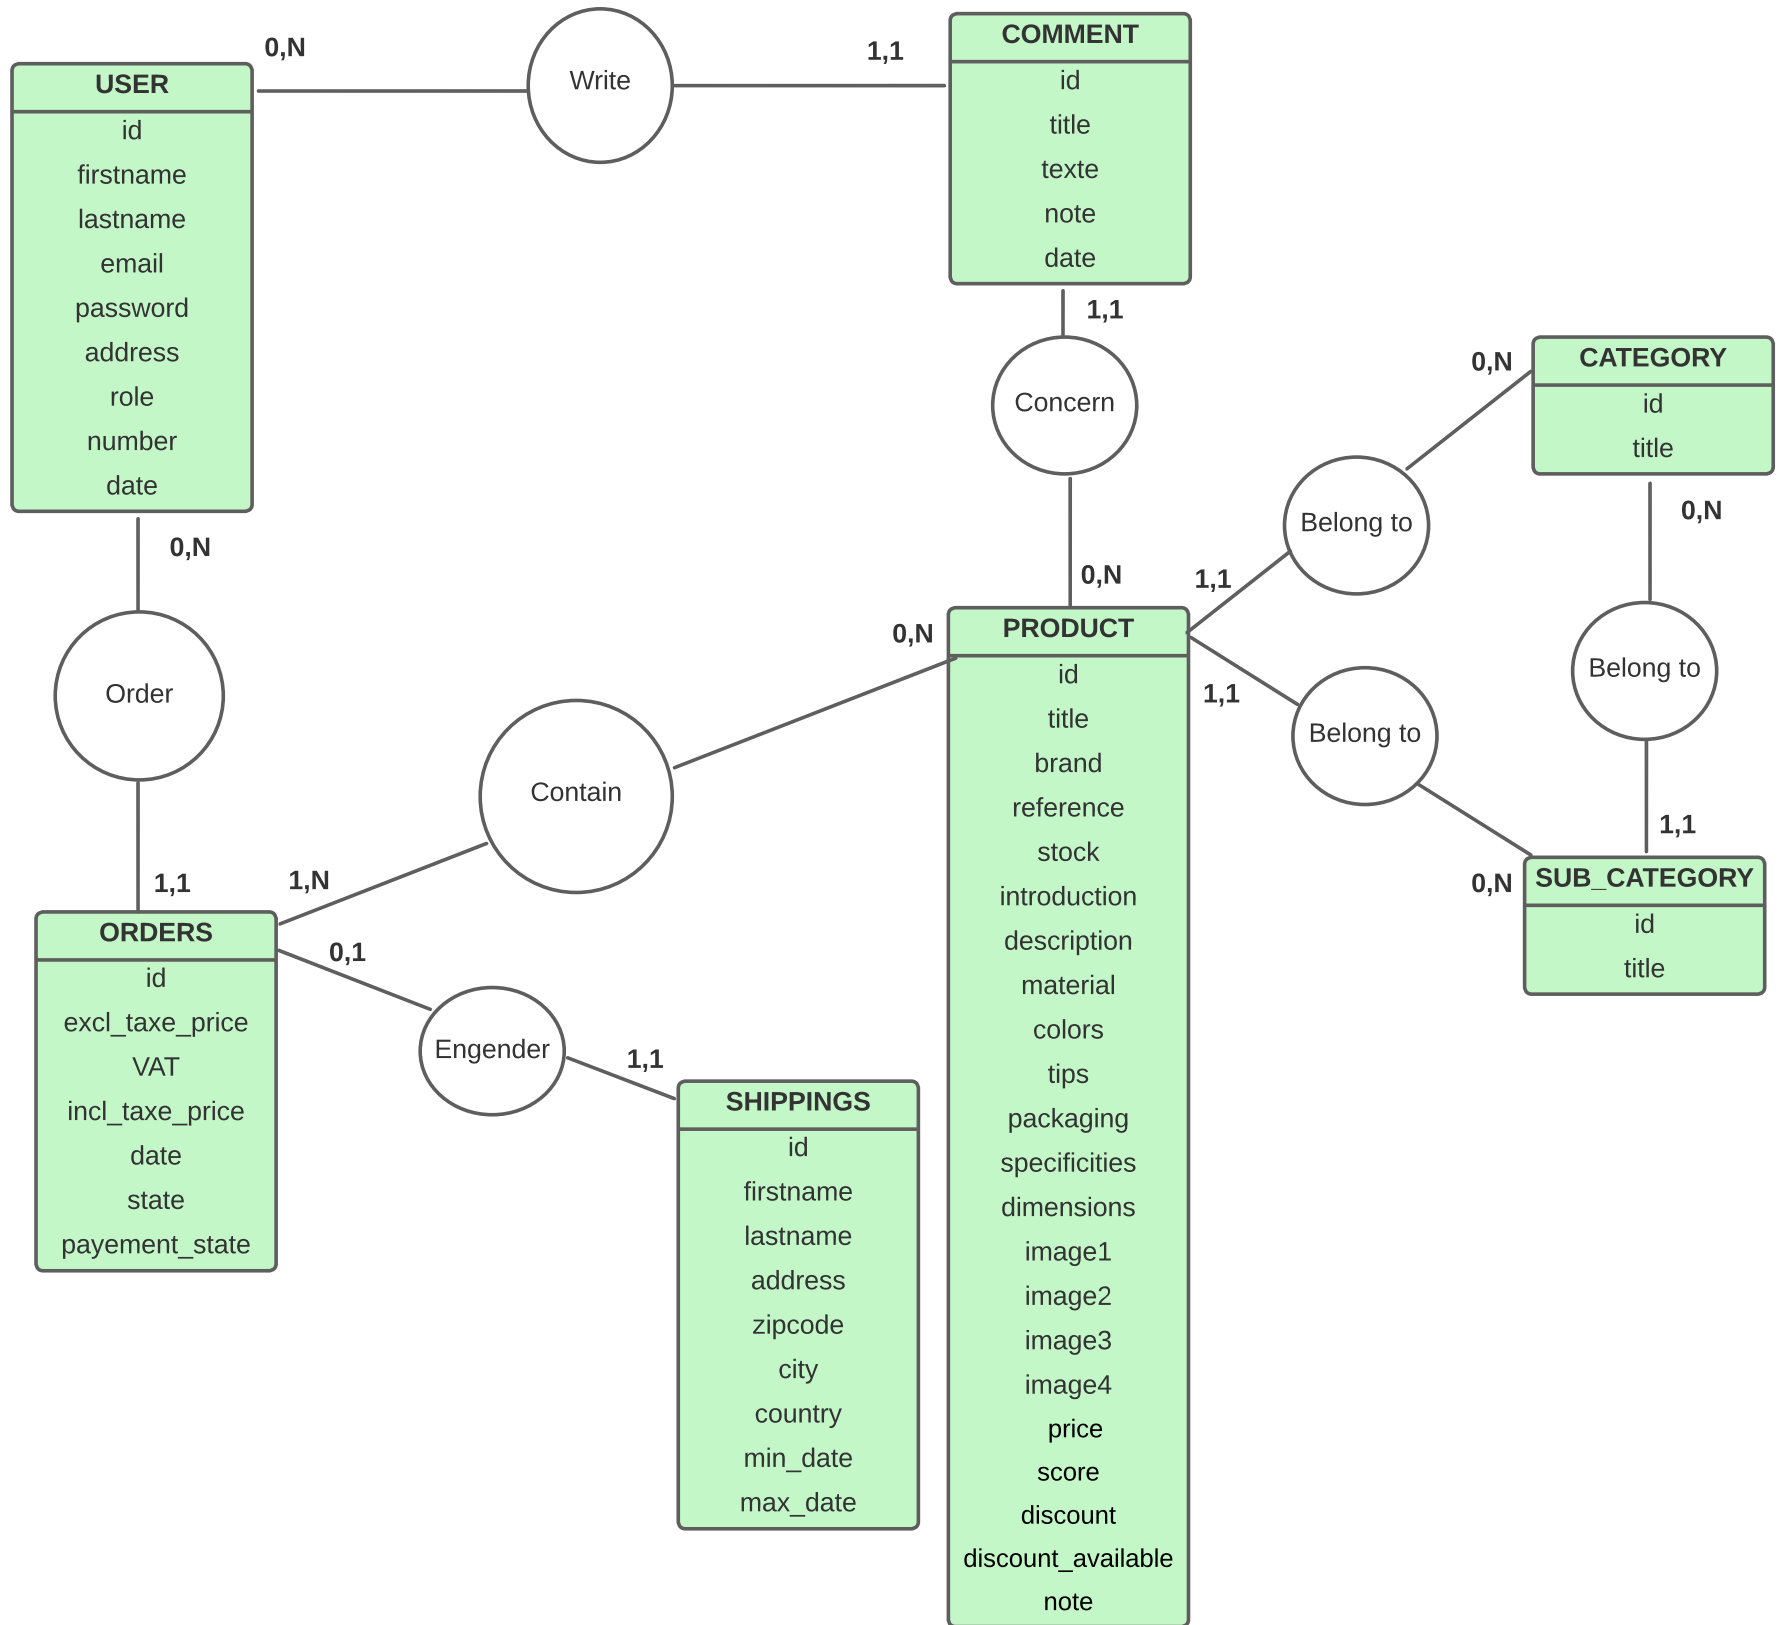 USER
id
firstname
lastname
email
password
address
role
number
date
0,N
Write
1,1
COMMENT
id
title
texte
note
date
1,1
Concern
0,N
0,N
Order
1,1
ORDERS
id
excl_taxe_price
VAT
incl_taxe_price
date
state
payement_state
1,N
Contain
0,N
0,1
Engender
1,1
SHIPPINGS
id
firstname
lastname
address
zipcode
city
country
min_date
max_date
PRODUCT
id
title
brand
reference
stock
introduction
description
material
colors
tips
packaging
specificities
dimensions
image1
image2
image3
image4
price
score
discount
discount_available
note
1,1
Belong to
0,N
CATEGORY
id
title
0,N
Belong to
1,1
1,1
Belong to
0,N
SUB_CATEGORY
id
title